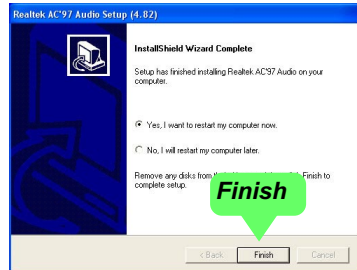 Realtek AC'97 Audio Setup (4.82)
InstallShield Wizard Complete
Setup has finished installing Realtek AC'97 Audio on your
computer.
Yes, I want to restart my computer now.
No, I will restart my computer later.
Remove any disks from Finish to
complete setup.
Finish
< Back Finish Cancel